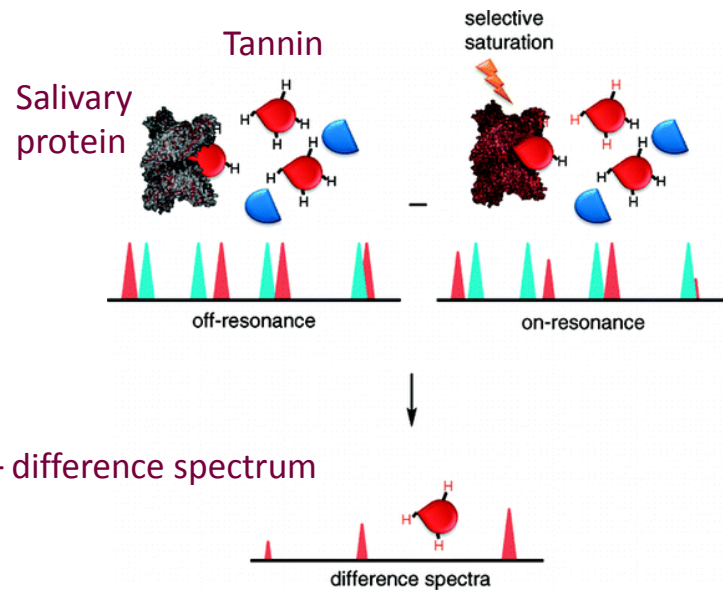 Tannin
selective
saturation
Salivary
protein
H
H
H
H
H
H
H
H
H
H
H
H
H
H
–
off-resonance
on-resonance
- difference spectrum
H
H
H
difference spectra